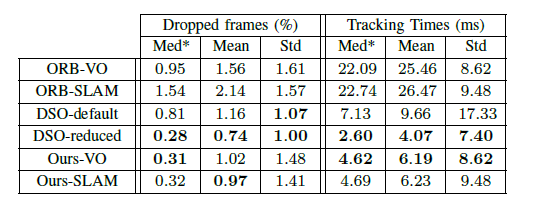 Dropped frames (%) Tracking Times (ms)
Med* Mean Std Med* Mean Std
ORB-VO 0.95 1.56 1.61 22.09 25.46 8.62
ORB-SLAM 1.54 2.14 1.57 22.74 26.47 9.48
DSO-default 0.81 1.16 1.07 7.13 9.66 17.33
DSO-reduced 0.28 0.74 1.00 2.60 4.07 7.40
Ours-VO 0.31 1.02 1.48 4.62 6.19 8.62
Ours-SLAM 0.32 0.97 1.41 4.69 6.23 9.48